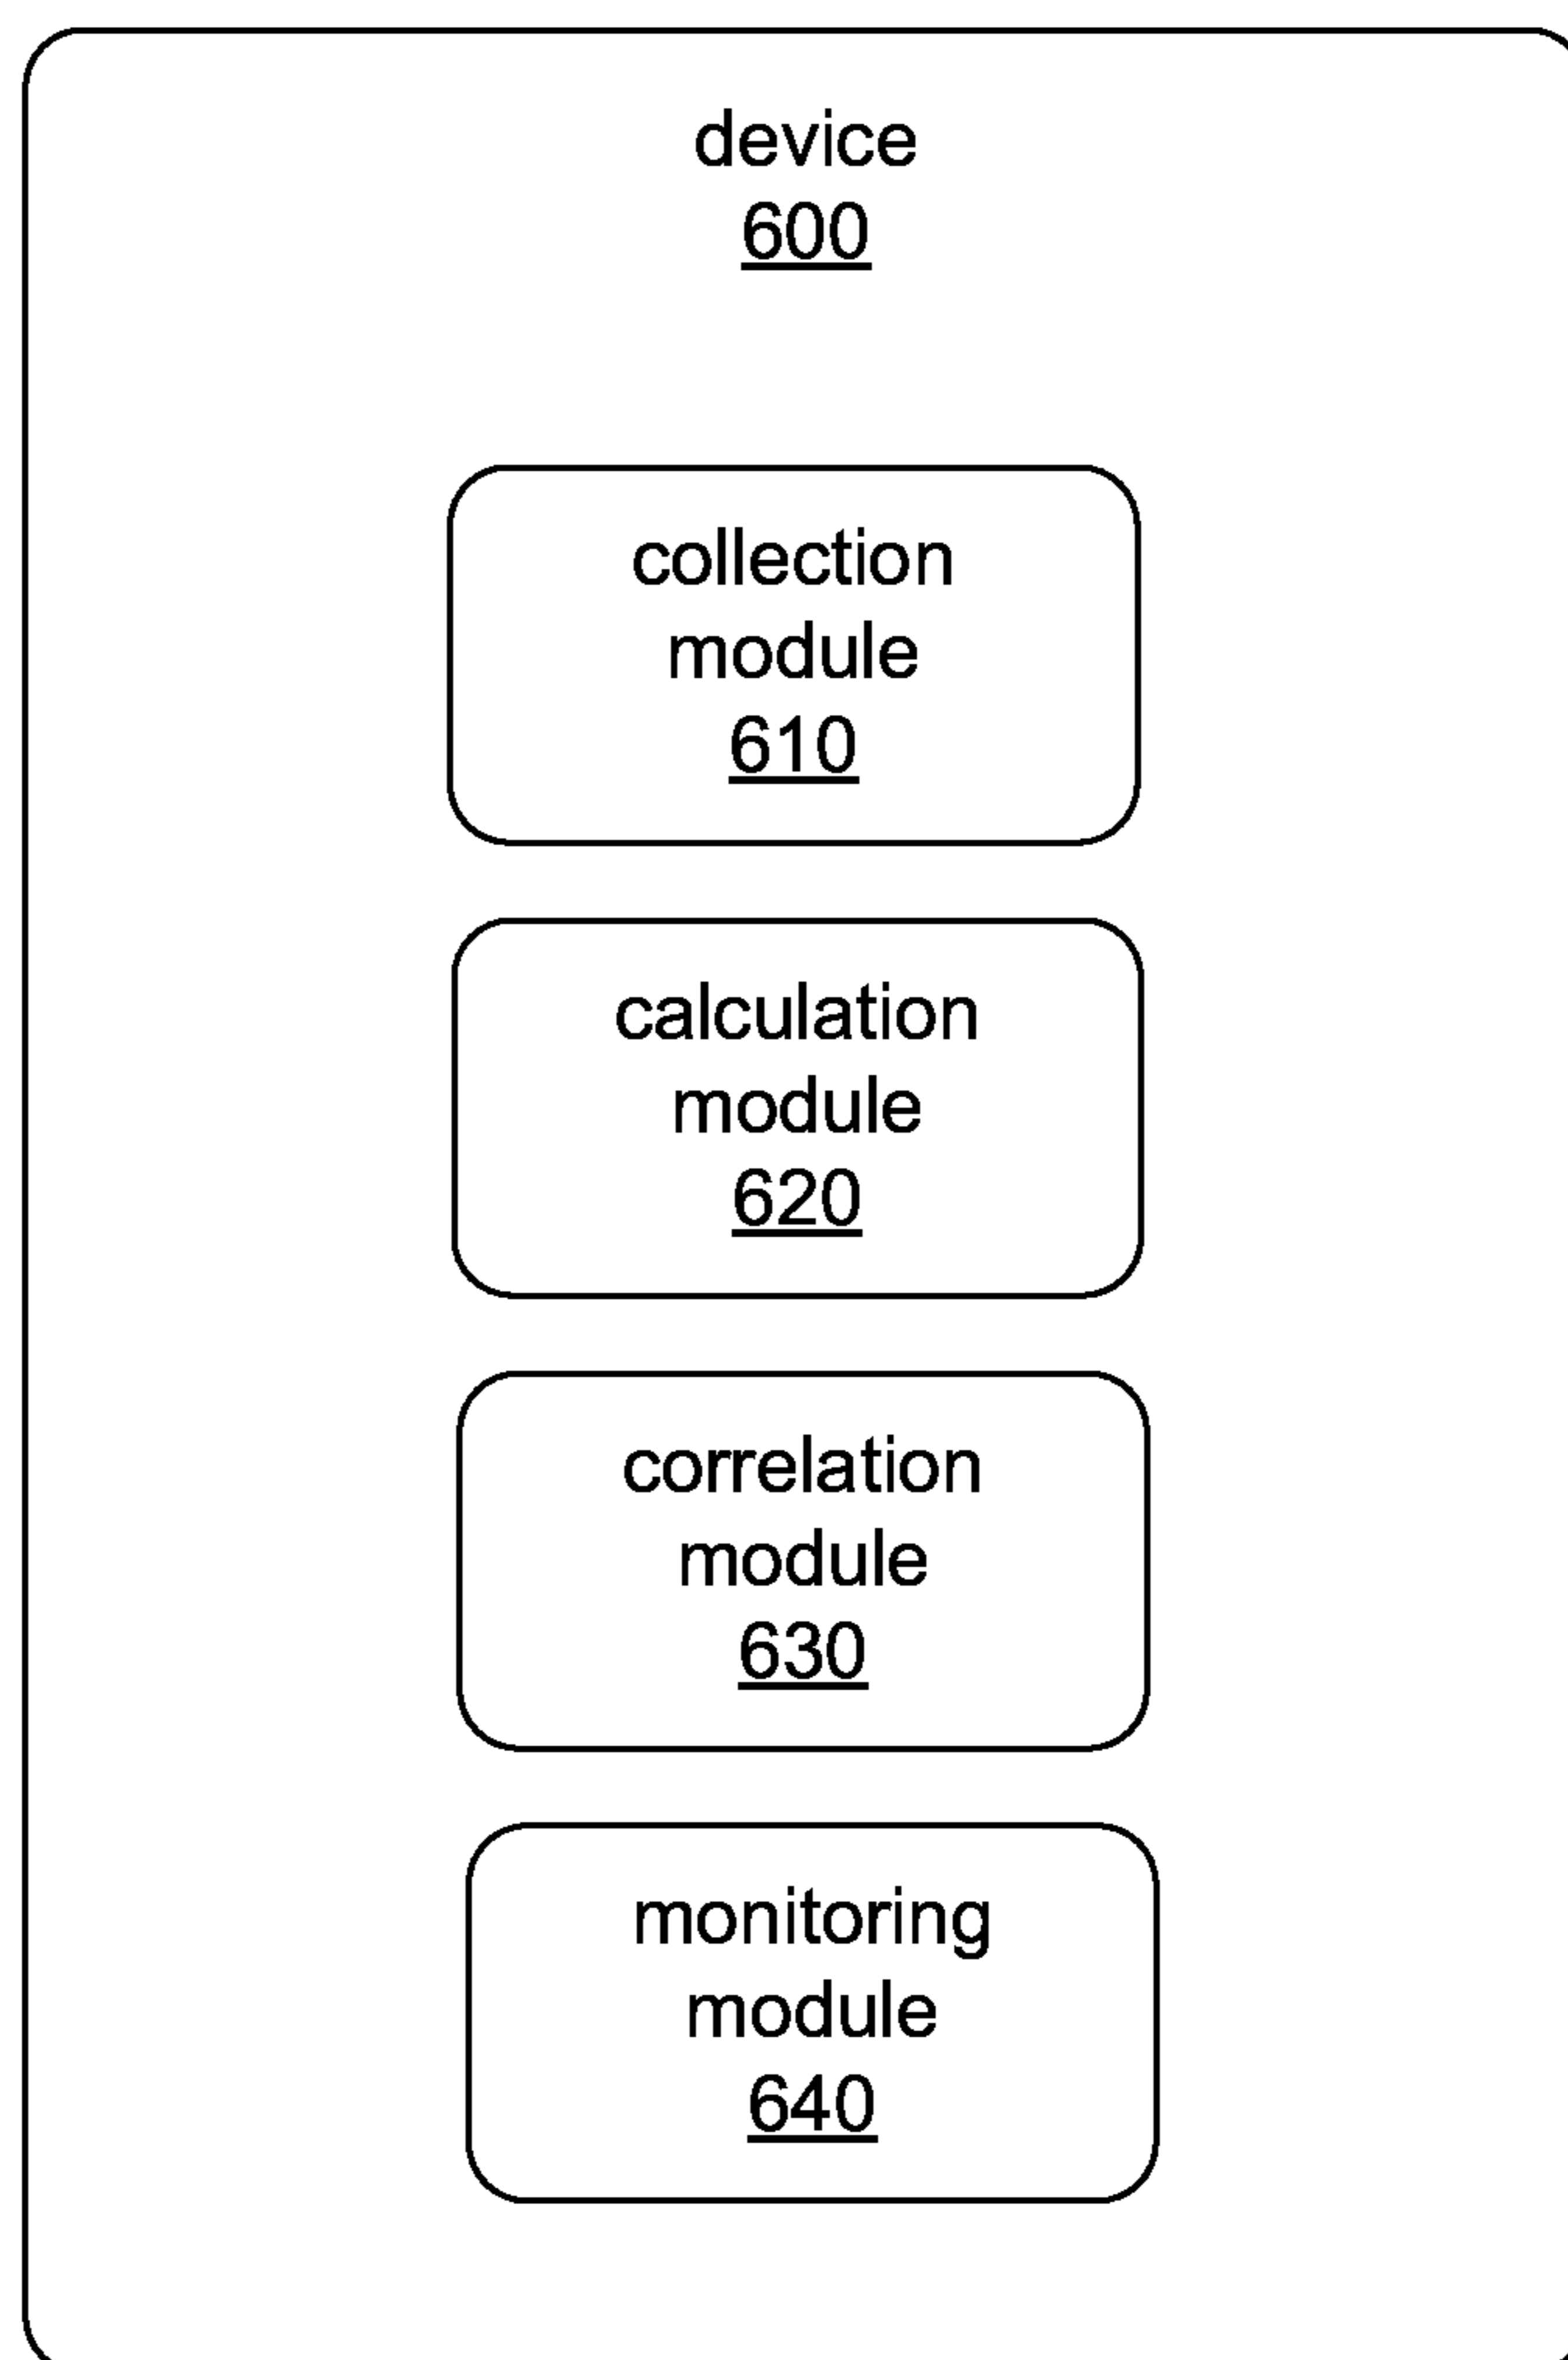 device
600
collection
module
610
calculation
module
620
correlation
module
630
monitoring
module
640